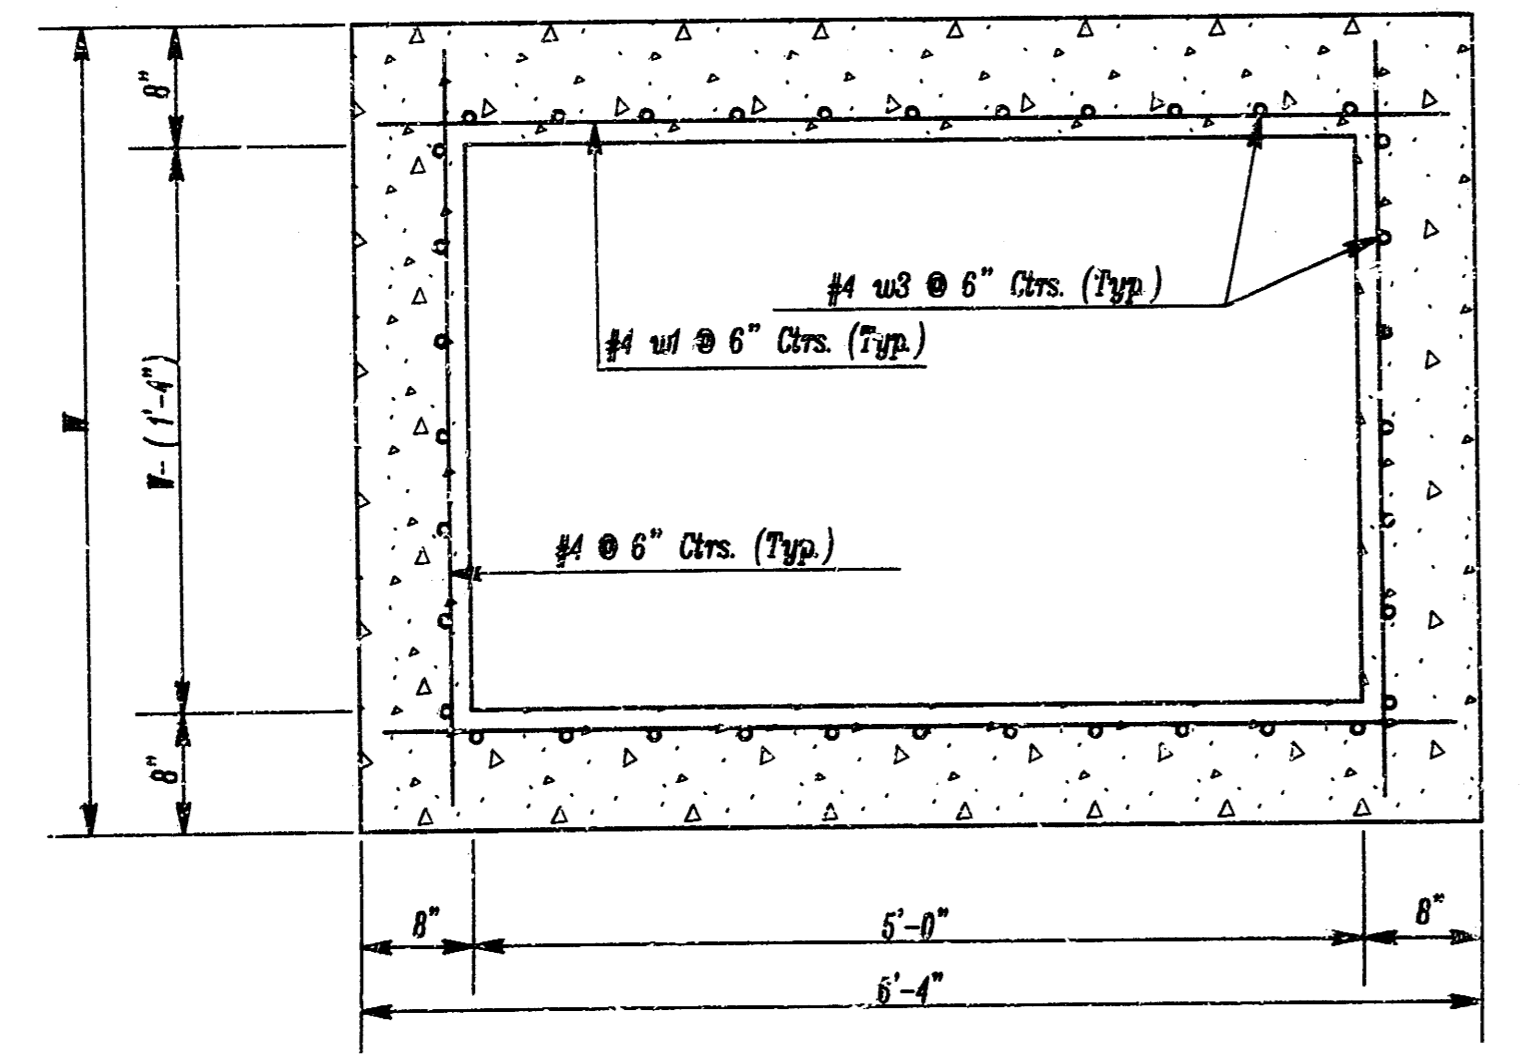 8"
#4 w3 @ 6" Ctrs. (Typ.)
#4 w1 @ 6" Ctrs. (Typ.)
W
W-(1'-4")
#4 @ 6" Ctrs. (Typ.)
8"
8"
5'-0"
8"
6'-4"